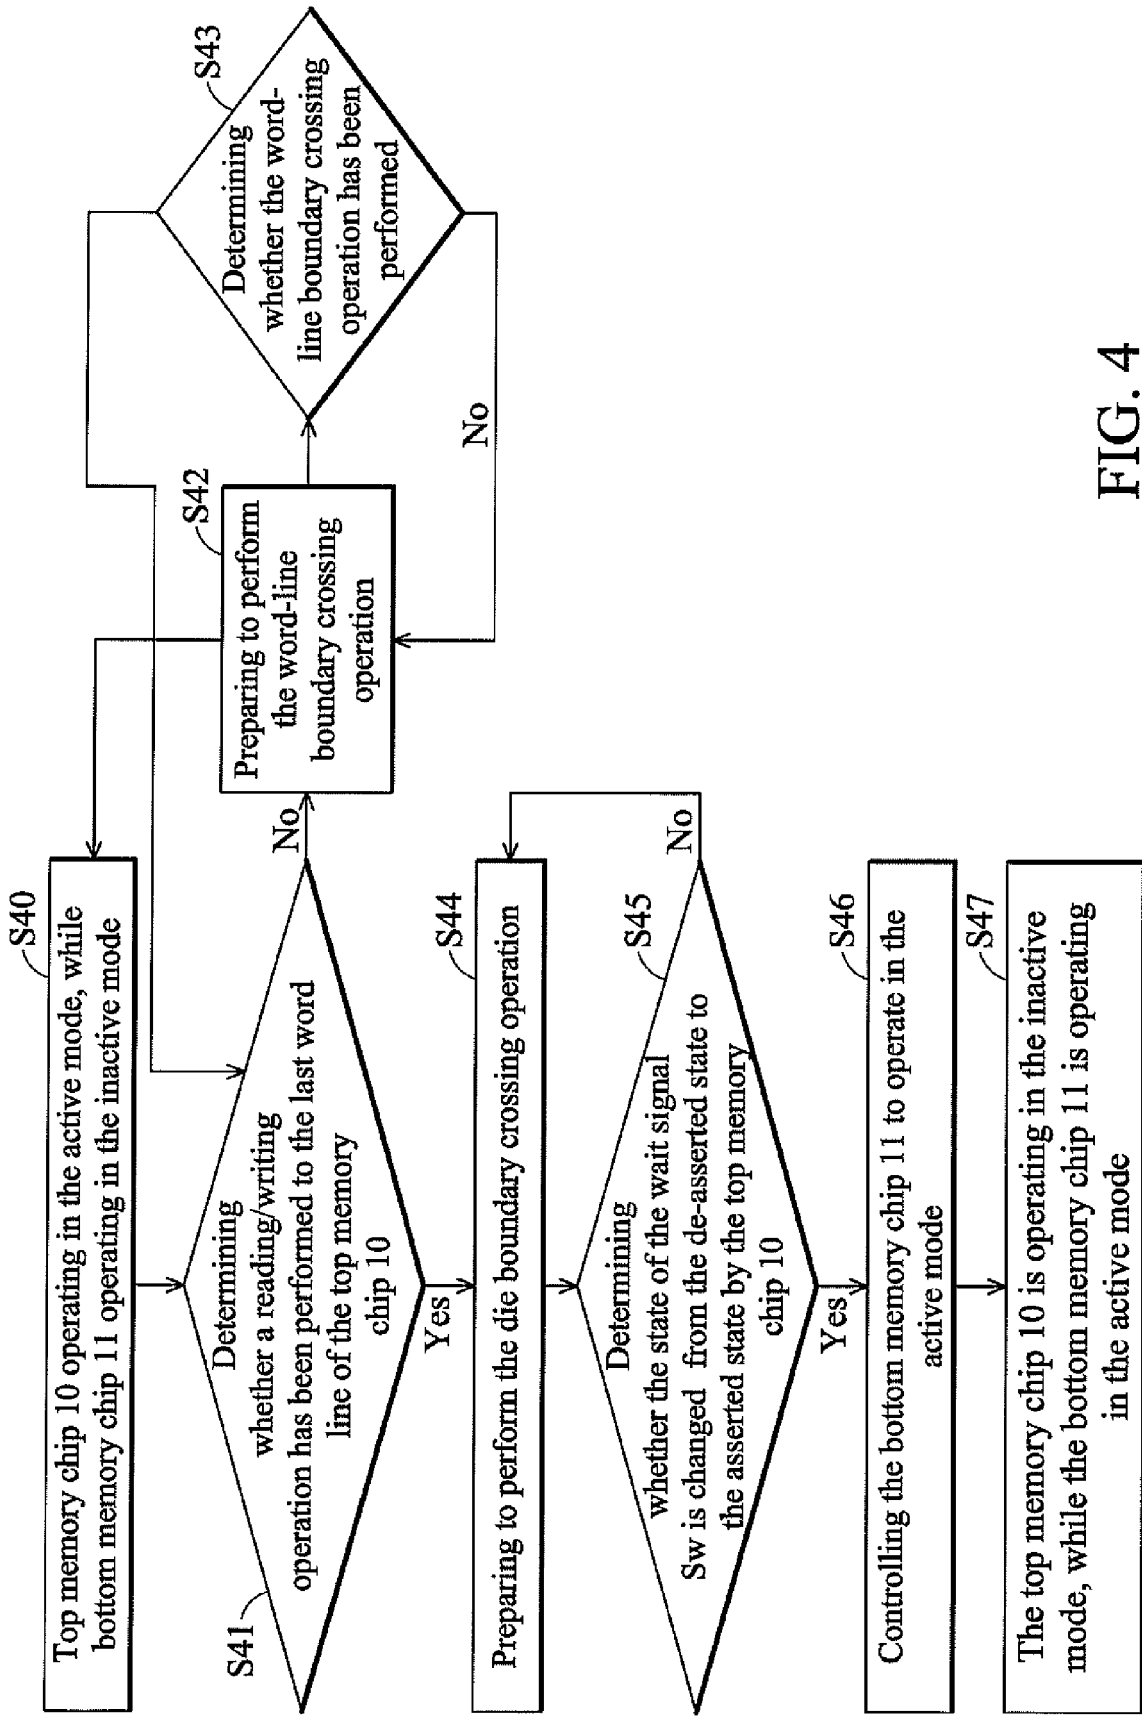 S40
Top memory chip 10 operating in the active mode, while
bottom memory chip 11 operating in the inactive mode
S41
Determining
whether a reading/writing
operation has been performed to the last word
line of the top memory
chip 10
No
Yes
S42
Preparing to perform
the word-line
boundary crossing
operation
S43
Determining
whether the word-
line boundary crossing
operation has been
performed
No
S44
Preparing to perform the die boundary crossing operation
S45
Determining
whether the state of the wait signal
Sw is changed from the de-asserted state to
the asserted state by the top memory
chip 10
No
Yes
S46
Controlling the bottom memory chip 11 to operate in the
active mode
S47
The top memory chip 10 is operating in the inactive
mode, while the bottom memory chip 11 is operating
in the active mode
FIG. 4